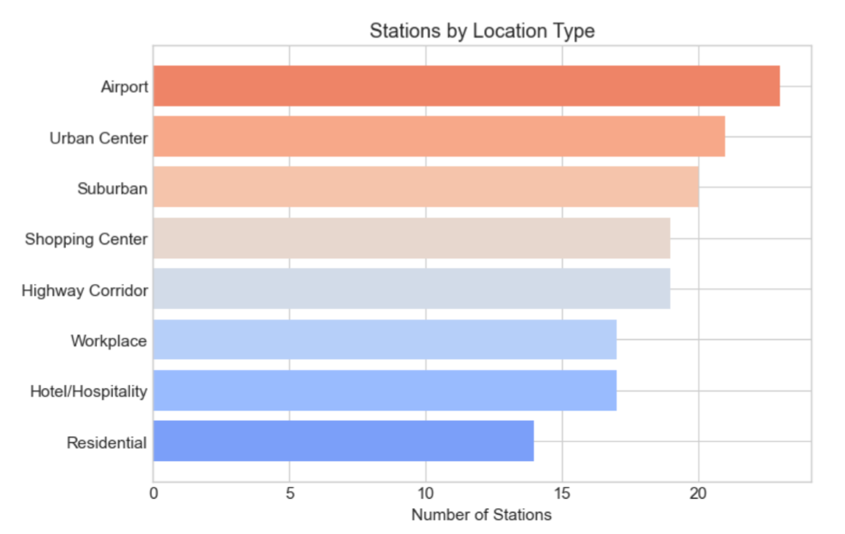 Stations by Location Type
Airport
Urban Center
Suburban
Shopping Center
Highway Corridor
Workplace
Hotel/Hospitality
Residential
0 5 10 15 20
Number of Stations